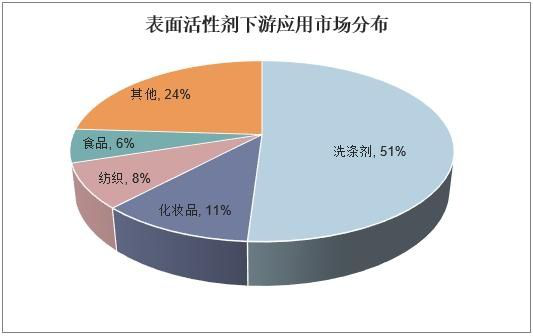 表面活性剂下游应用市场分布
其他, 24%
洗涤剂, 51%
食品, 6%
纺织, 8%
化妆品, 11%